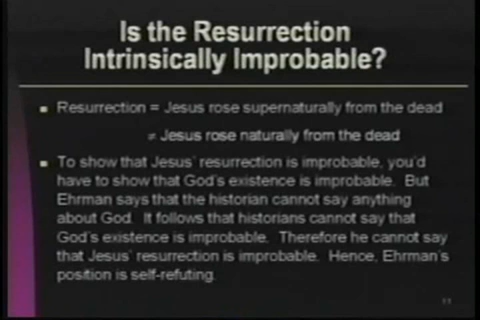 Is the Resurrection
Intrinsically Improbable?
Resurrection = Jesus rose supernaturally from the dead
≠ Jesus rose naturally from the dead
To show that Jesus' resurrection is improbable, you'd
have to show that God's existence is improbable. But
Ehrman says that the historian cannot say anything
about God. It follows that historians cannot say that
God's existence is improbable. Therefore he cannot say
that Jesus' resurrection is improbable. Hence, Ehrman's
position is self-refuting.